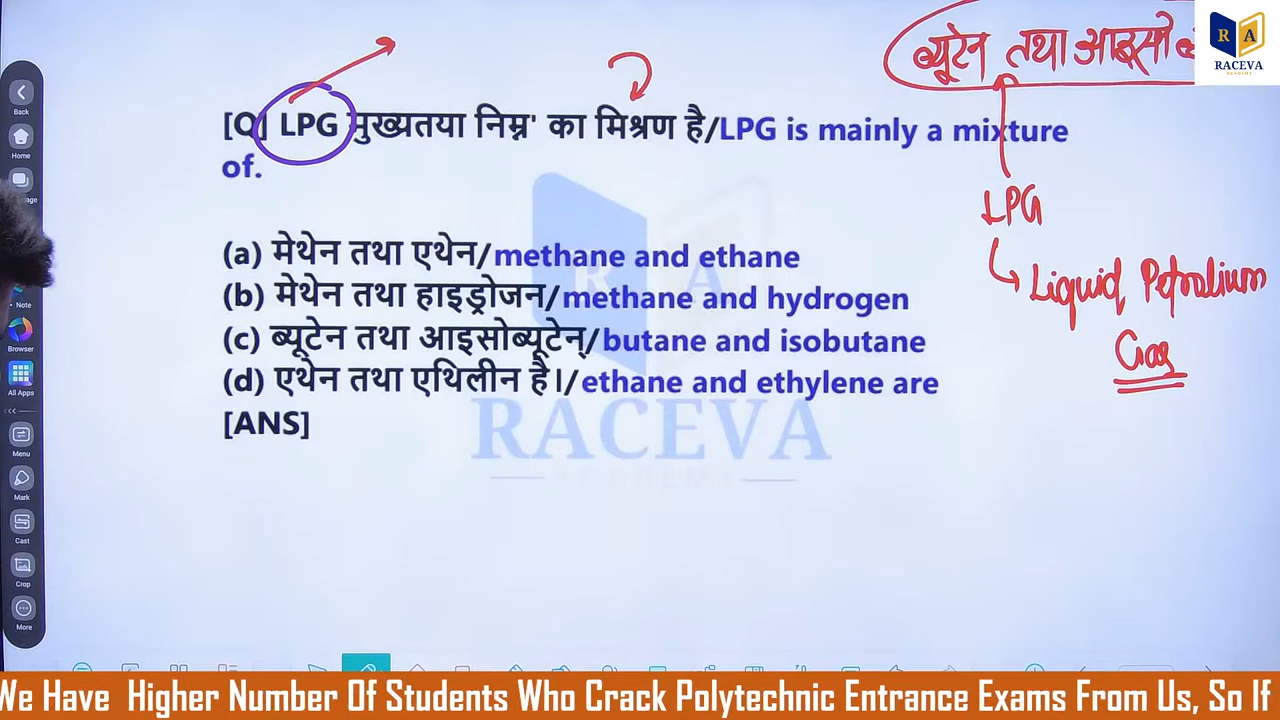 ब्यूटेन तथा आइसो
R A
RACEVA
ACADEMY
Back
Home
[Q] LPG मुख्यतया निम्न' का मिश्रण है/LPG is mainly a mixture
of.
LPG
Liquid Petrolium
Gas
(a) मेथेन तथा एथेन/methane and ethane
(b) मेथेन तथा हाइड्रोजन/methane and hydrogen
(c) ब्यूटेन तथा आइसोब्यूटेन्/butane and isobutane
(d) एथेन तथा एथिलीन है।/ethane and ethylene are
[ANS]
R A
RACEVA
ACADEMY
Note
Browser
All Apps
Menu
Mark
Cast
Crop
More
We Have Higher Number Of Students Who Crack Polytechnic Entrance Exams From Us, So If